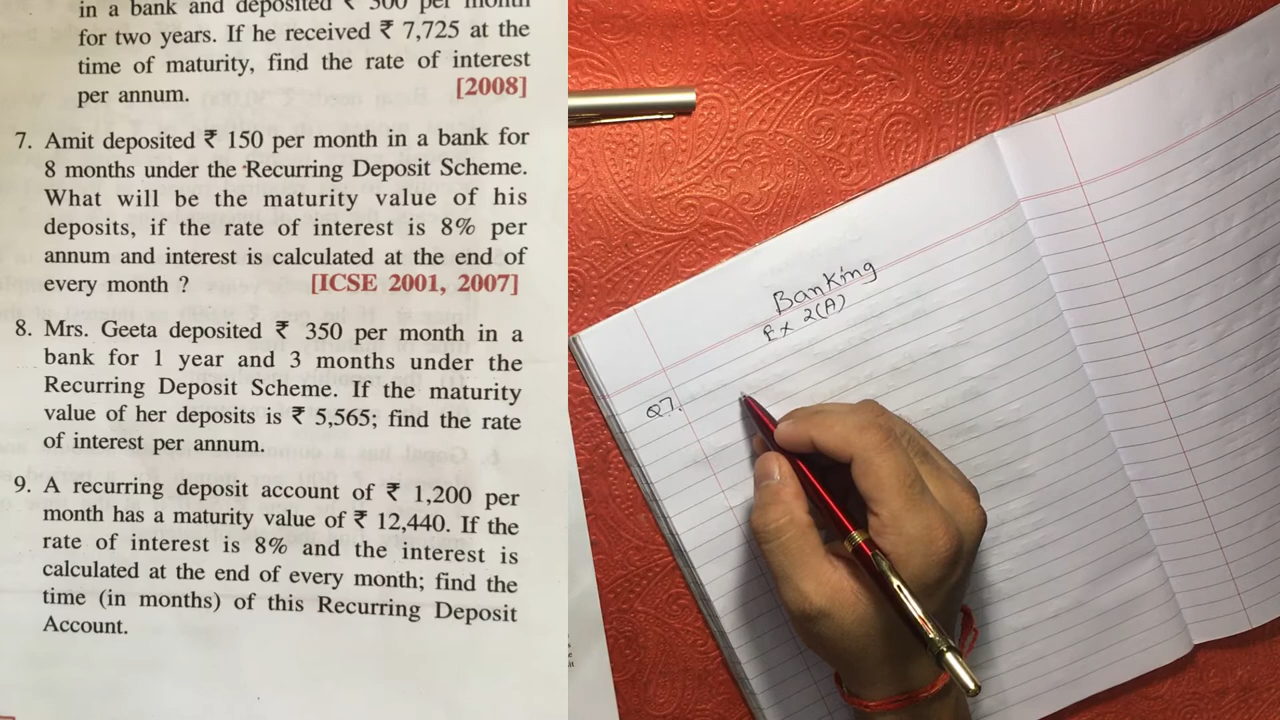 in a bank and deposited ₹ 300 per month
for two years. If he received ₹ 7,725 at the
time of maturity, find the rate of interest
per annum. [2008]
7. Amit deposited ₹ 150 per month in a bank for
8 months under the Recurring Deposit Scheme.
What will be the maturity value of his
deposits, if the rate of interest is 8% per
annum and interest is calculated at the end of
every month ? [ICSE 2001, 2007]
8. Mrs. Geeta deposited ₹ 350 per month in a
bank for 1 year and 3 months under the
Recurring Deposit Scheme. If the maturity
value of her deposits is ₹ 5,565; find the rate
of interest per annum.
9. A recurring deposit account of ₹ 1,200 per
month has a maturity value of ₹ 12,440. If the
rate of interest is 8% and the interest is
calculated at the end of every month; find the
time (in months) of this Recurring Deposit
Account.
Banking
Ex 2(A)
Q7.